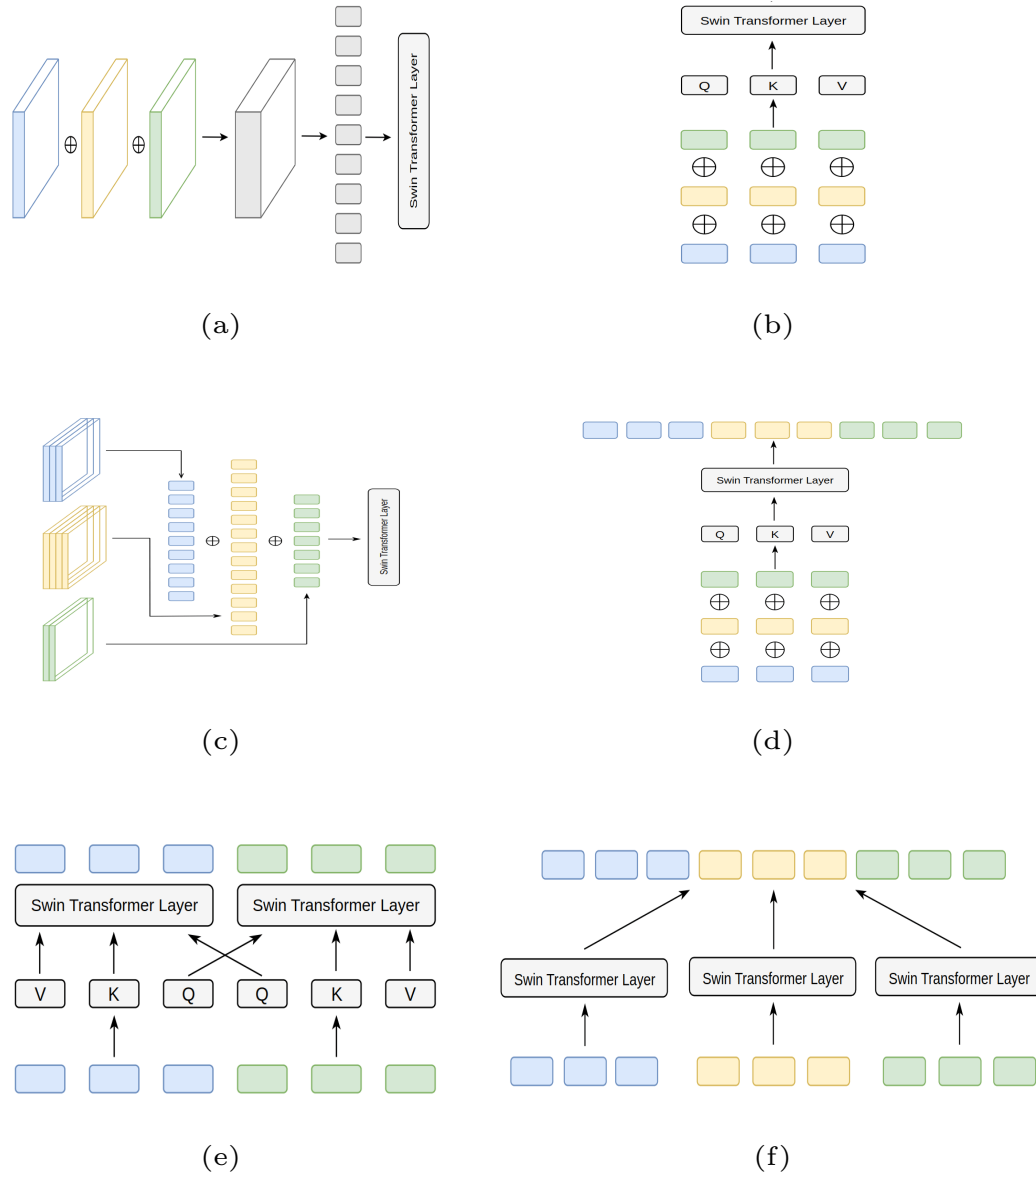 Swin Transformer Layer
(a)
Swin Transformer Layer
Q K V
(b)
Swin Transformer Layer
(c)
Swin Transformer Layer
Q K V
(d)
Swin Transformer Layer Swin Transformer Layer
V K Q Q K V
(e)
Swin Transformer Layer Swin Transformer Layer Swin Transformer Layer
(f)